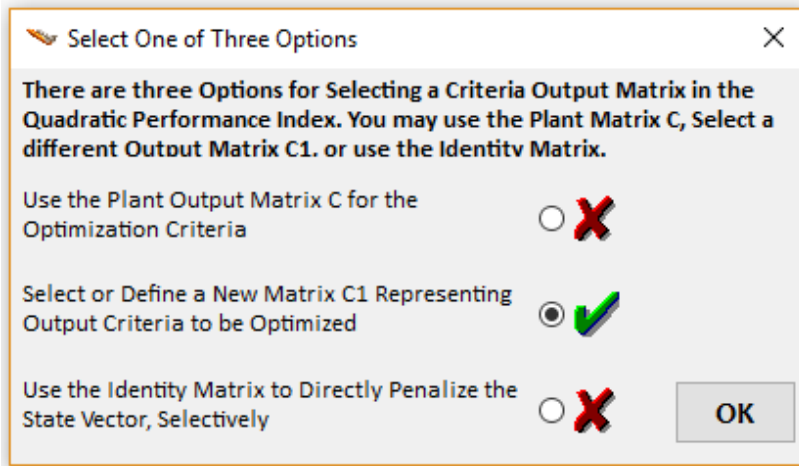 Select One of Three Options
There are three Options for Selecting a Criteria Output Matrix in the
Quadratic Performance Index. You may use the Plant Matrix C, Select a
different Output Matrix C1. or use the Identity Matrix.
Use the Plant Output Matrix C for the
Optimization Criteria
Select or Define a New Matrix C1 Representing
Output Criteria to be Optimized
Use the Identity Matrix to Directly Penalize the
State Vector, Selectively
OK